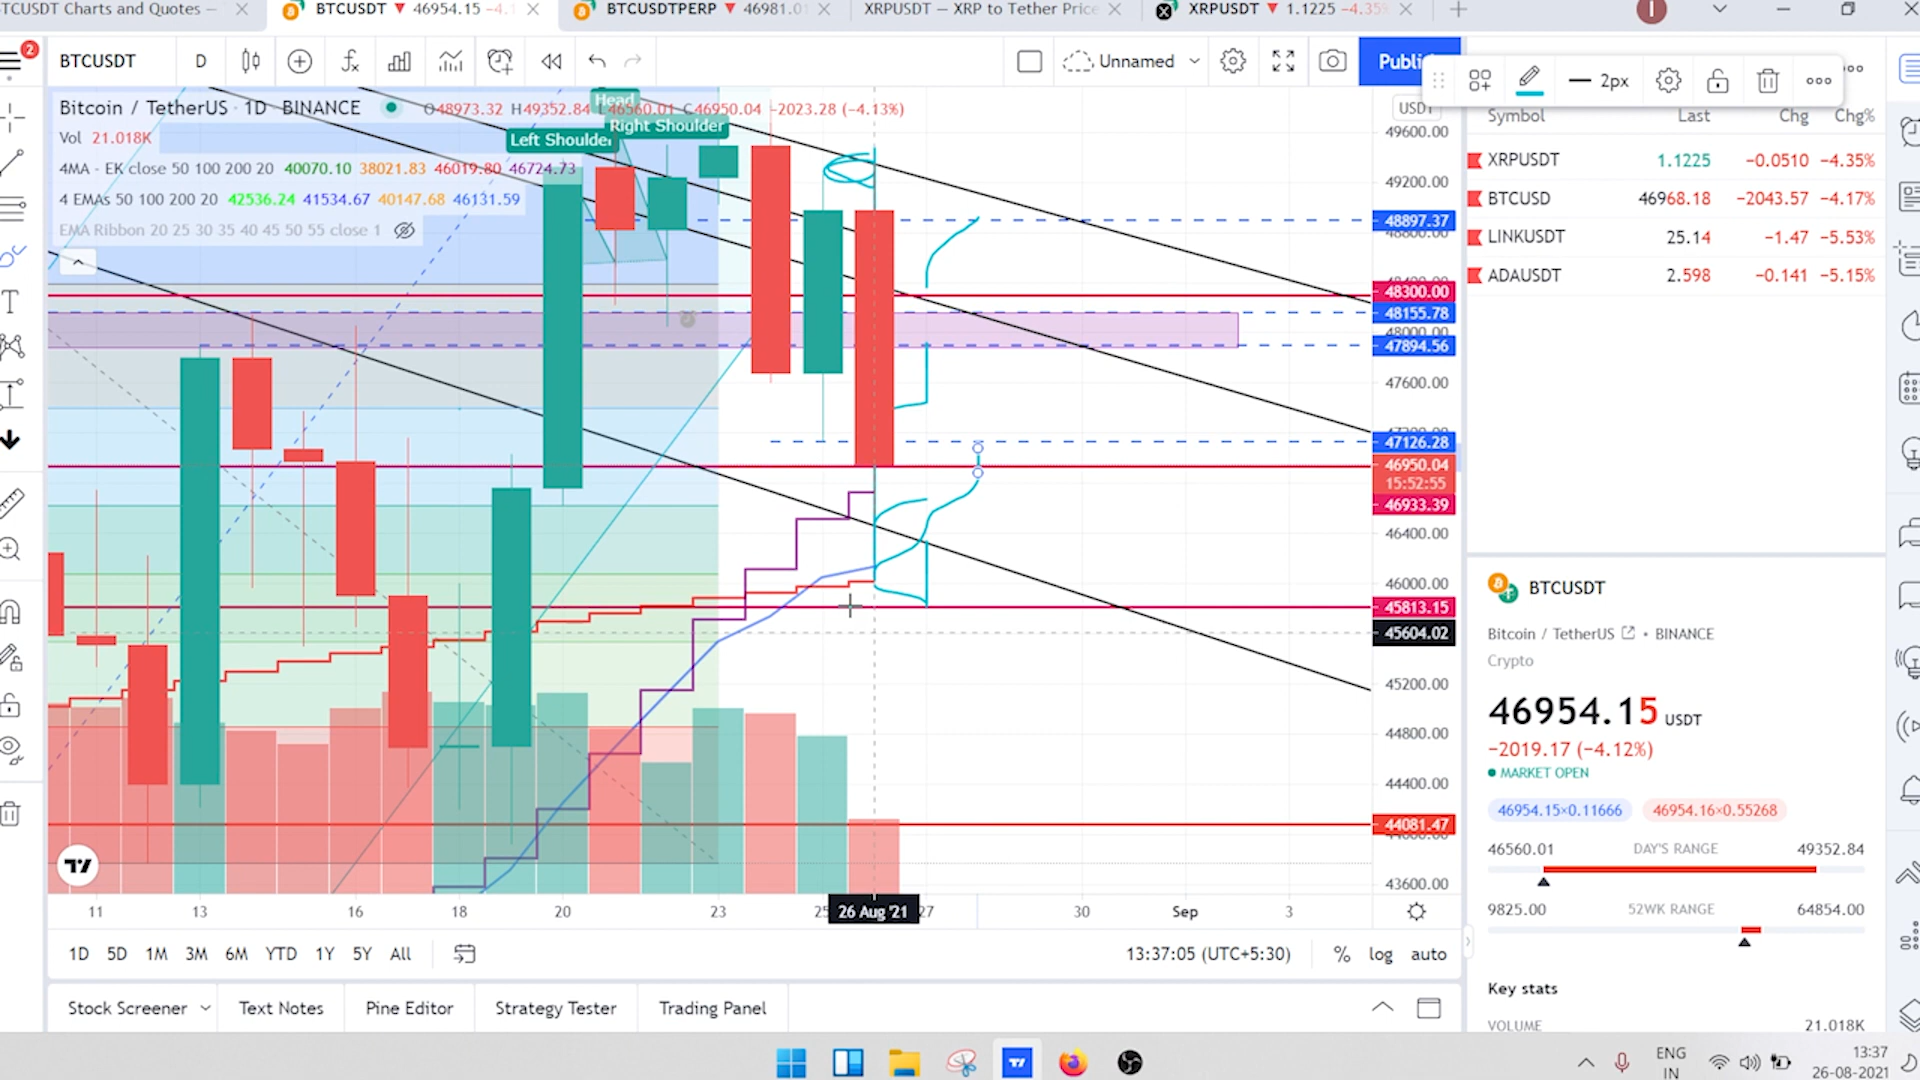 TCUSDT Charts and Quotes —
BTCUSDT ▼ 46954.15 −4.1
BTCUSDTPERP ▼ 46981.01
XRPUSDT — XRP to Tether Price
XRPUSDT ▼ 1.1225 −4.35%
2
BTCUSDT
D
Unnamed
Publi
2px
Bitcoin / TetherUS · 1D · BINANCE
O48973.32 H49352.84 L46560.01 C46950.04 −2023.28 (−4.13%)
Vol 21.018K
4MA - EK close 50 100 200 20 40070.10 38021.83 46019.80 46724.73
4 EMAs 50 100 200 20 42536.24 41534.67 40147.68 46131.59
EMA Ribbon 20 25 30 35 40 45 50 55 close 1
Head
Left Shoulder
Right Shoulder
USDT
49600.00
49200.00
48897.37
48800.00
48400.00
48300.00
48155.78
48000.00
47894.56
47600.00
47126.28
46950.04
15:52:55
46933.39
46400.00
46000.00
45813.15
45604.02
45200.00
44800.00
44400.00
44081.47
44000.00
43600.00
11
13
16
18
20
23
25
26 Aug '21
27
30
Sep
3
1D 5D 1M 3M 6M YTD 1Y 5Y All
13:37:05 (UTC+5:30)
% log auto
Stock Screener
Text Notes
Pine Editor
Strategy Tester
Trading Panel
Symbol Last Chg Chg%
XRPUSDT 1.1225 −0.0510 −4.35%
BTCUSD 46968.18 −2043.57 −4.17%
LINKUSDT 25.14 −1.47 −5.53%
ADAUSDT 2.598 −0.141 −5.15%
BTCUSDT
Bitcoin / TetherUS • BINANCE
Crypto
46954.15 USDT
−2019.17 (−4.12%)
MARKET OPEN
46954.15×0.11666 46954.16×0.55268
46560.01 DAY'S RANGE 49352.84
9825.00 52WK RANGE 64854.00
Key stats
VOLUME 21.018K
ENG
IN
13:37
26-08-2021